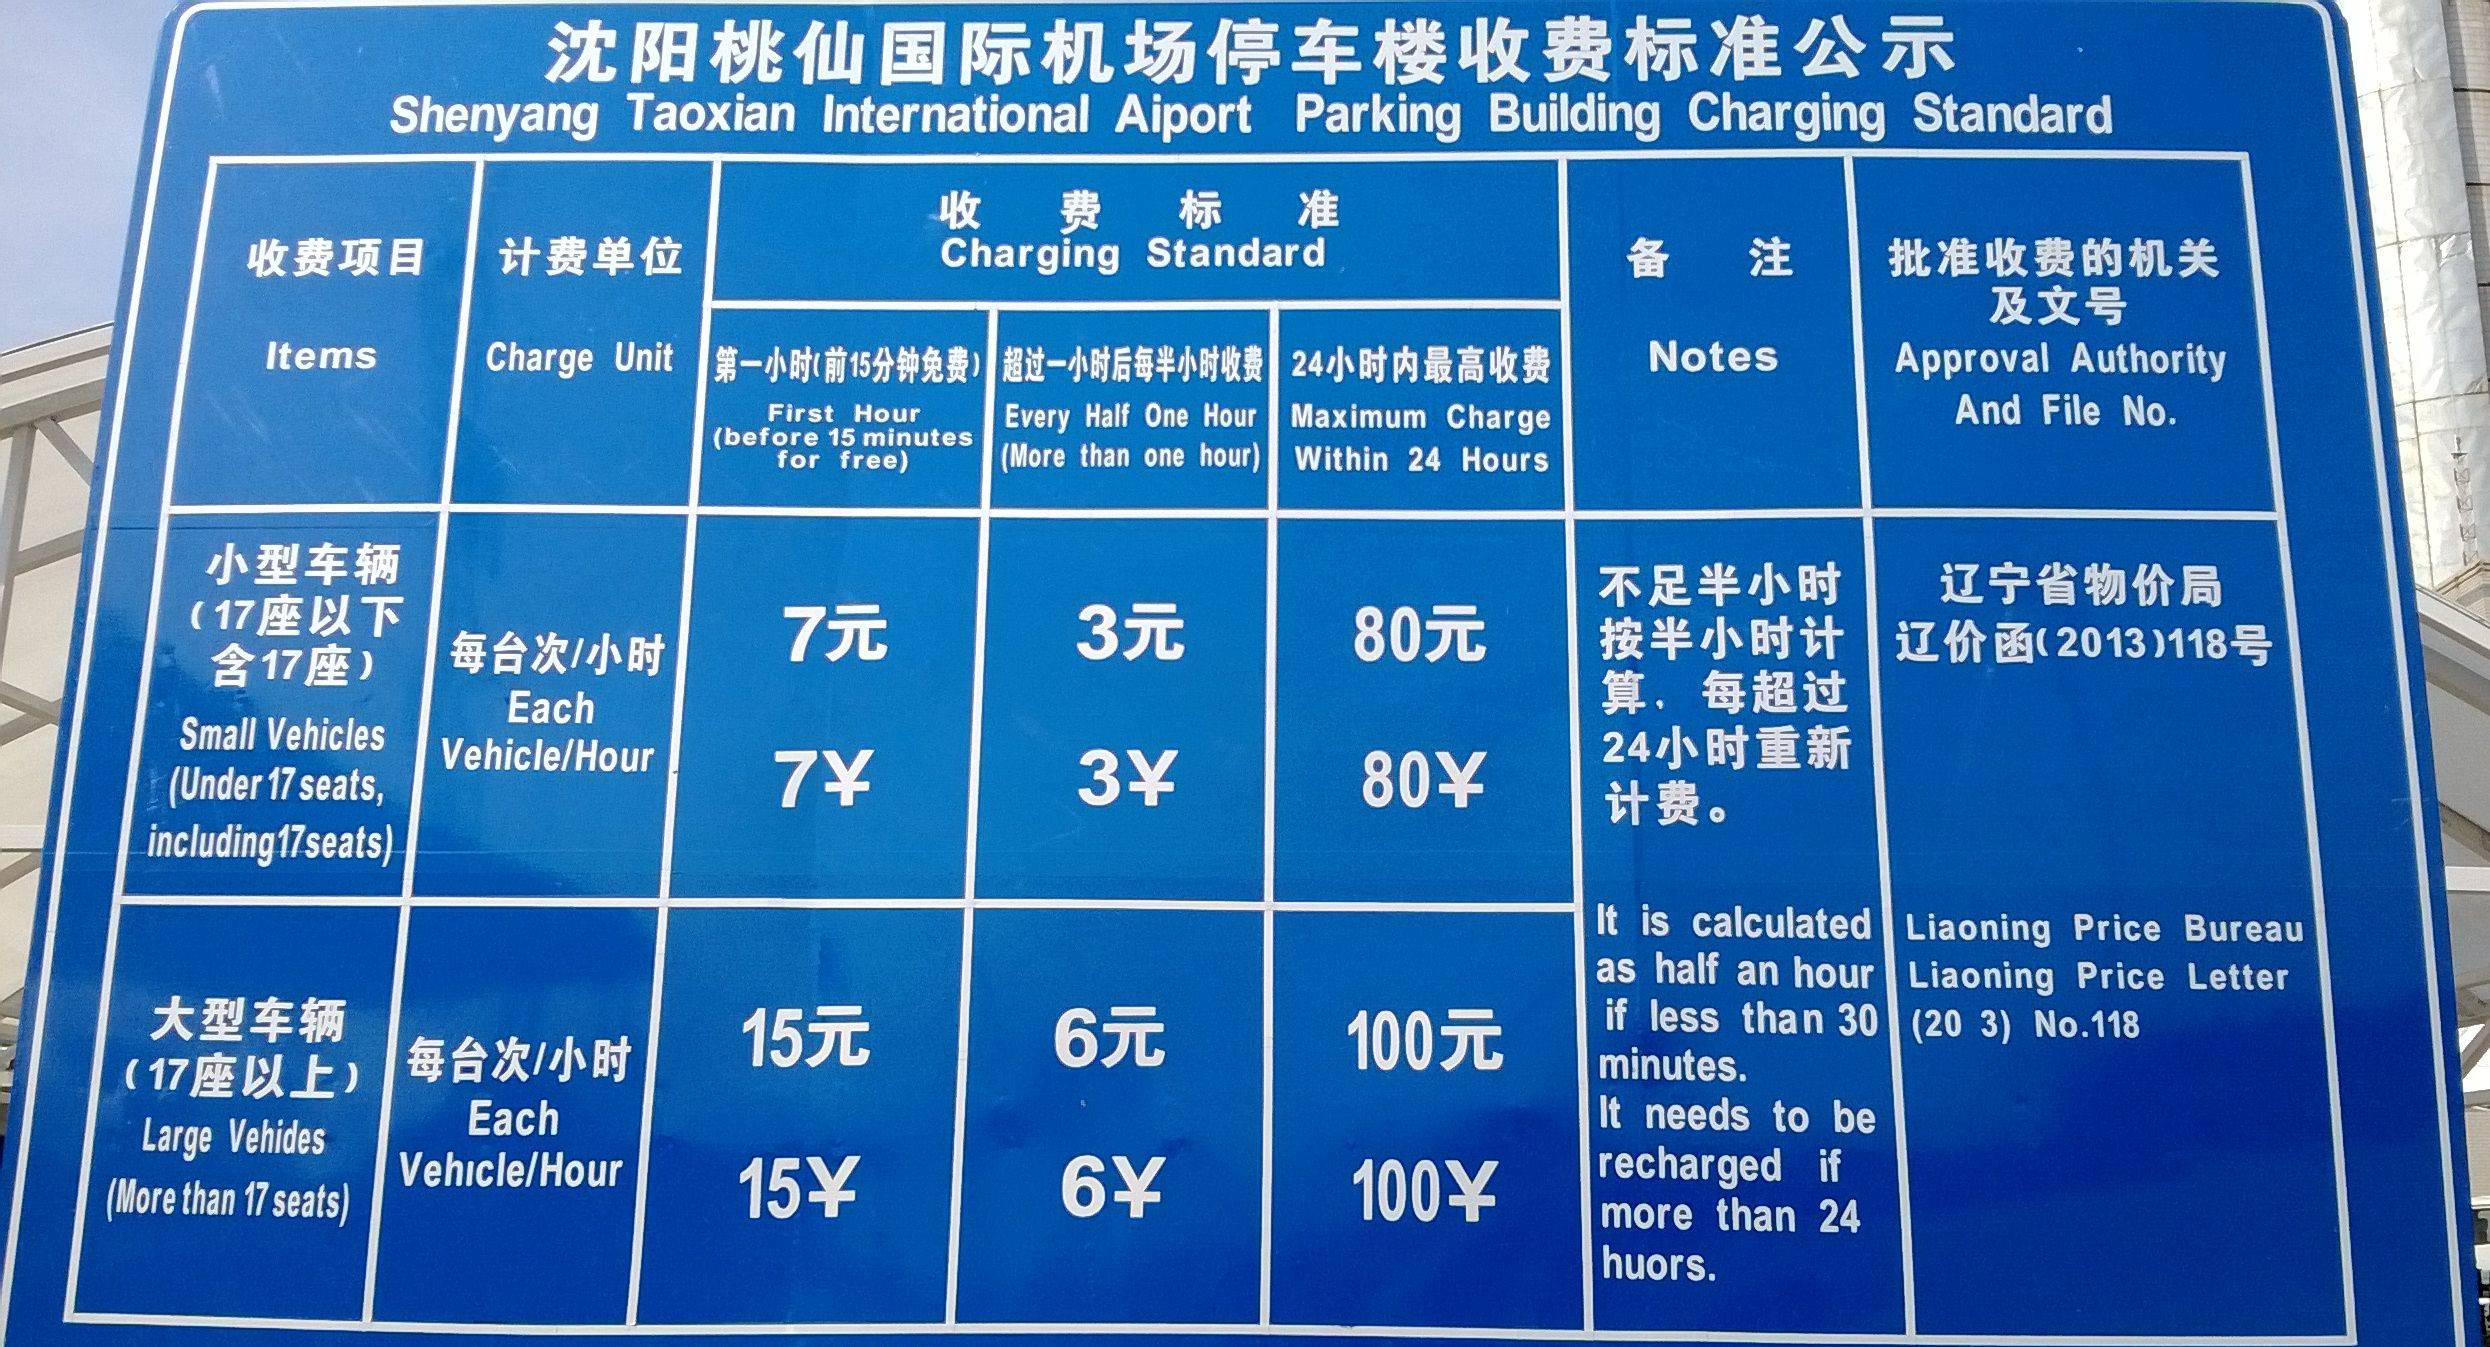 沈阳桃仙国际机场停车楼收费标准公示
Shenyang Taoxian International Aiport Parking Building Charging Standard
收费项目
Items
计费单位
Charge Unit
收 费 标 准
Charging Standard
第一小时(前15分钟免费)
First Hour
(before 15 minutes
for free)
超过一小时后每半小时收费
Every Half One Hour
(More than one hour)
24小时内最高收费
Maximum Charge
Within 24 Hours
备 注
Notes
批准收费的机关
及文号
Approval Authority
And File No.
小型车辆
(17座以下
含17座)
Small Vehicles
(Under 17 seats,
including17seats)
每台次/小时
Each
Vehicle/Hour
7元
7¥
3元
3¥
80元
80¥
不足半小时
按半小时计
算，每超过
24小时重新
计费。
It is calculated
as half an hour
if less than 30
minutes.
It needs to be
recharged if
more than 24
huors.
辽宁省物价局
辽价函(2013)118号
Liaoning Price Bureau
Liaoning Price Letter
(20 3) No.118
大型车辆
(17座以上)
Large Vehides
(More than 17 seats)
每台次/小时
Each
Vehicle/Hour
15元
15¥
6元
6¥
100元
100¥